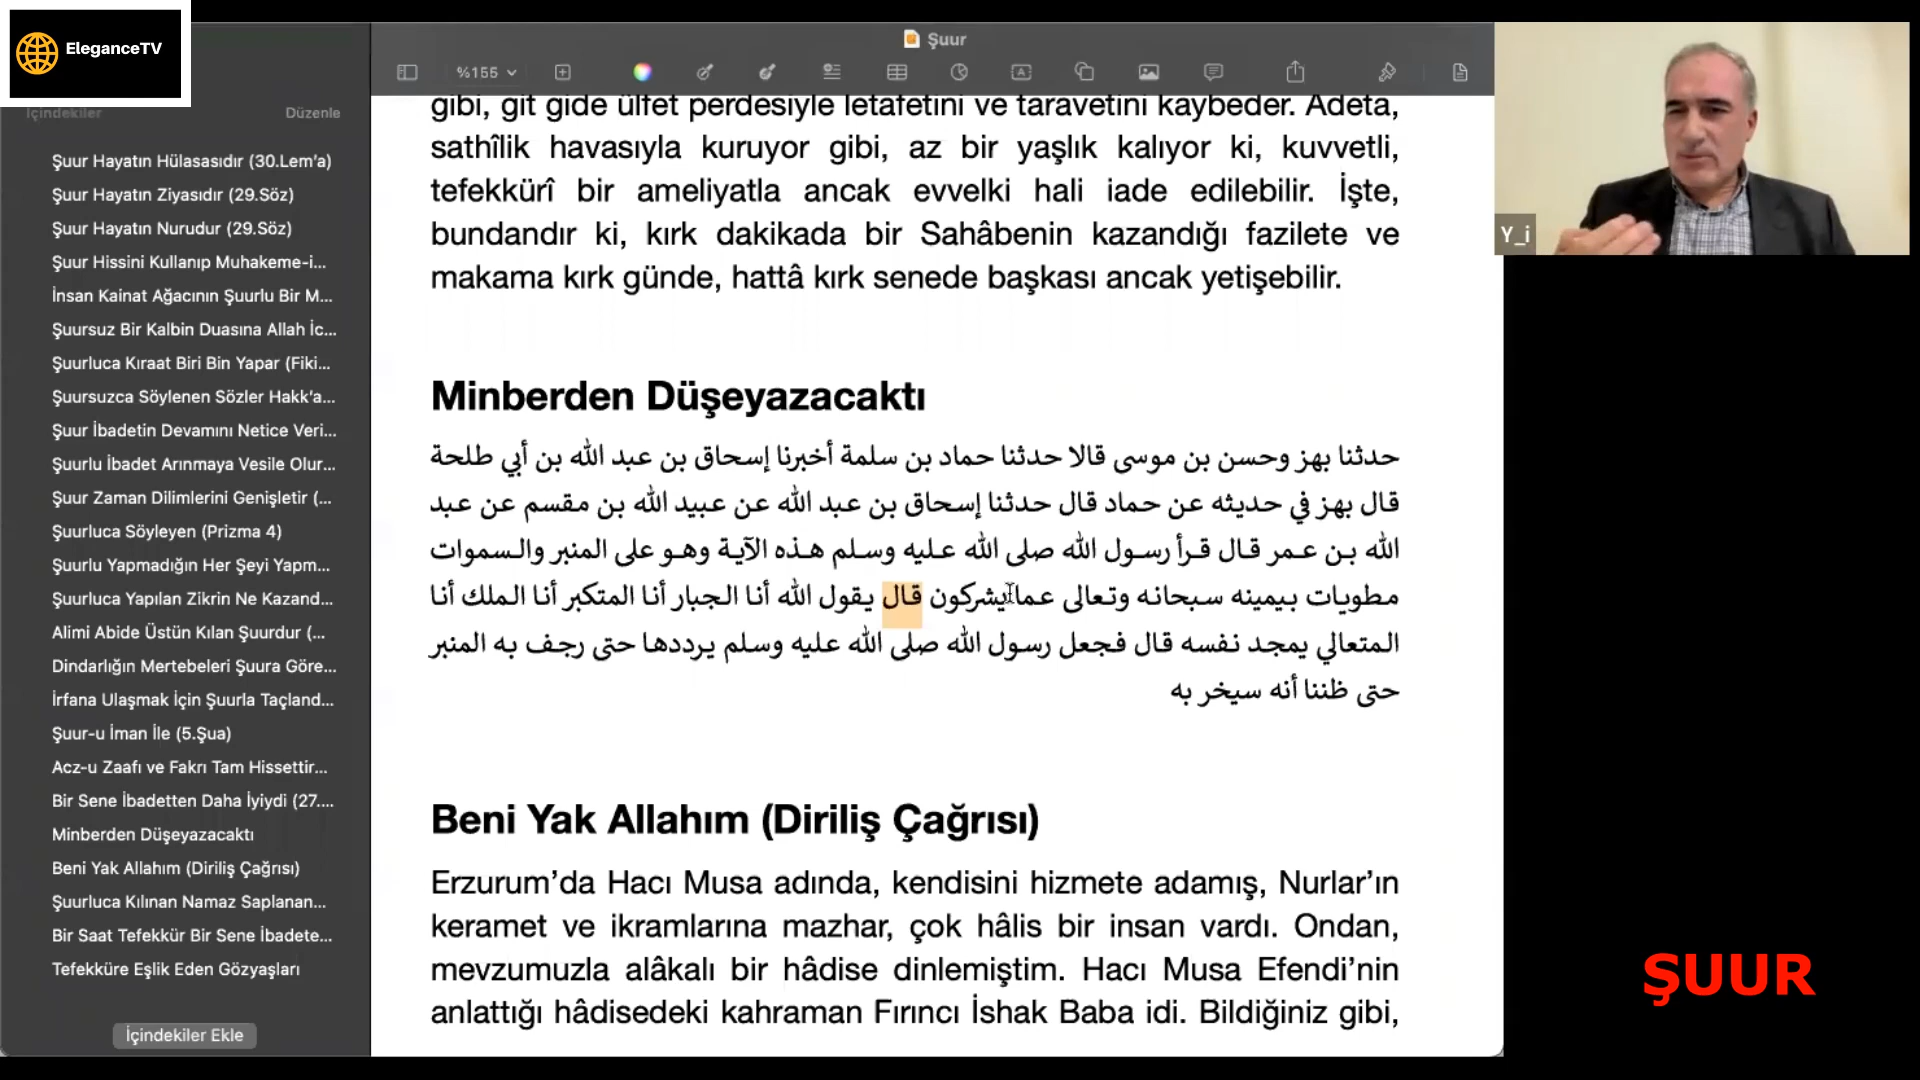 EleganceTV
Şuur
%155
İçindekiler
Düzenle
Şuur Hayatın Hülasasıdır (30.Lem'a)
Şuur Hayatın Ziyasıdır (29.Söz)
Şuur Hayatın Nurudur (29.Söz)
Şuur Hissini Kullanıp Muhakeme-i...
İnsan Kainat Ağacının Şuurlu Bir M...
Şuursuz Bir Kalbin Duasına Allah İc...
Şuurluca Kıraat Biri Bin Yapar (Fiki...
Şuursuzca Söylenen Sözler Hakk'a...
Şuur İbadetin Devamını Netice Veri...
Şuurlu İbadet Arınmaya Vesile Olur...
Şuur Zaman Dilimlerini Genişletir (...
Şuurluca Söyleyen (Prizma 4)
Şuurlu Yapmadığın Her Şeyi Yapm...
Şuurluca Yapılan Zikrin Ne Kazand...
Alimi Abide Üstün Kılan Şuurdur (...
Dindarlığın Mertebeleri Şuura Göre...
İrfana Ulaşmak İçin Şuurla Taçland...
Şuur-u İman İle (5.Şua)
Acz-u Zaafı ve Fakrı Tam Hissettir...
Bir Sene İbadetten Daha İyiydi (27....
Minberden Düşeyazacaktı
Beni Yak Allahım (Diriliş Çağrısı)
Şuurluca Kılınan Namaz Saplanan...
Bir Saat Tefekkür Bir Sene İbadete...
Tefekküre Eşlik Eden Gözyaşları
İçindekiler Ekle
gibi, git gide ülfet perdesiyle letafetini ve taravetini kaybeder. Adeta,
sathîlik havasıyla kuruyor gibi, az bir yaşlık kalıyor ki, kuvvetli,
tefekkürî bir ameliyatla ancak evvelki hali iade edilebilir. İşte,
bundandır ki, kırk dakikada bir Sahâbenin kazandığı fazilete ve
makama kırk günde, hattâ kırk senede başkası ancak yetişebilir.
Minberden Düşeyazacaktı
حدثنا بهز وحسن بن موسى قالا حدثنا حماد بن سلمة أخبرنا إسحاق بن عبد الله بن أبي طلحة
قال بهز في حديثه عن حماد قال حدثنا إسحاق بن عبد الله عن عبيد الله بن مقسم عن عبد
الله بن عمر قال قرأ رسول الله صلى الله عليه وسلم هذه الآية وهو على المنبر والسموات
مطويات بيمينه سبحانه وتعالى عما يشركون قال يقول الله أنا الجبار أنا المتكبر أنا الملك أنا
المتعالي يمجد نفسه قال فجعل رسول الله صلى الله عليه وسلم يرددها حتى رجف به المنبر
حتى ظننا أنه سيخر به
Beni Yak Allahım (Diriliş Çağrısı)
Erzurum'da Hacı Musa adında, kendisini hizmete adamış, Nurlar'ın
keramet ve ikramlarına mazhar, çok hâlis bir insan vardı. Ondan,
mevzumuzla alâkalı bir hâdise dinlemiştim. Hacı Musa Efendi'nin
anlattığı hâdisedeki kahraman Fırıncı İshak Baba idi. Bildiğiniz gibi,
Y_i
ŞUUR